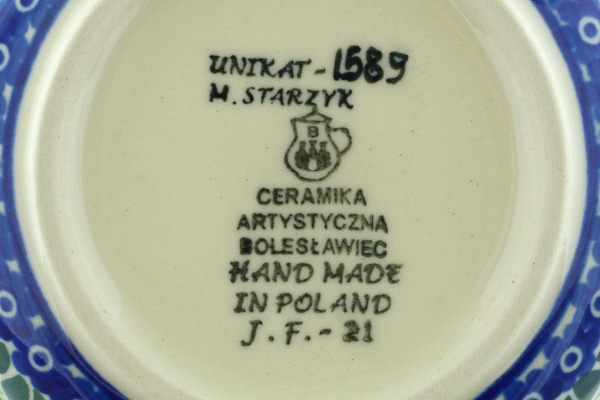 UNIKAT - 1589
M. STARZYK
B
CERAMIKA
ARTYSTYCZNA
BOLESŁAWIEC
HAND MADE
IN POLAND
J.F. - 21